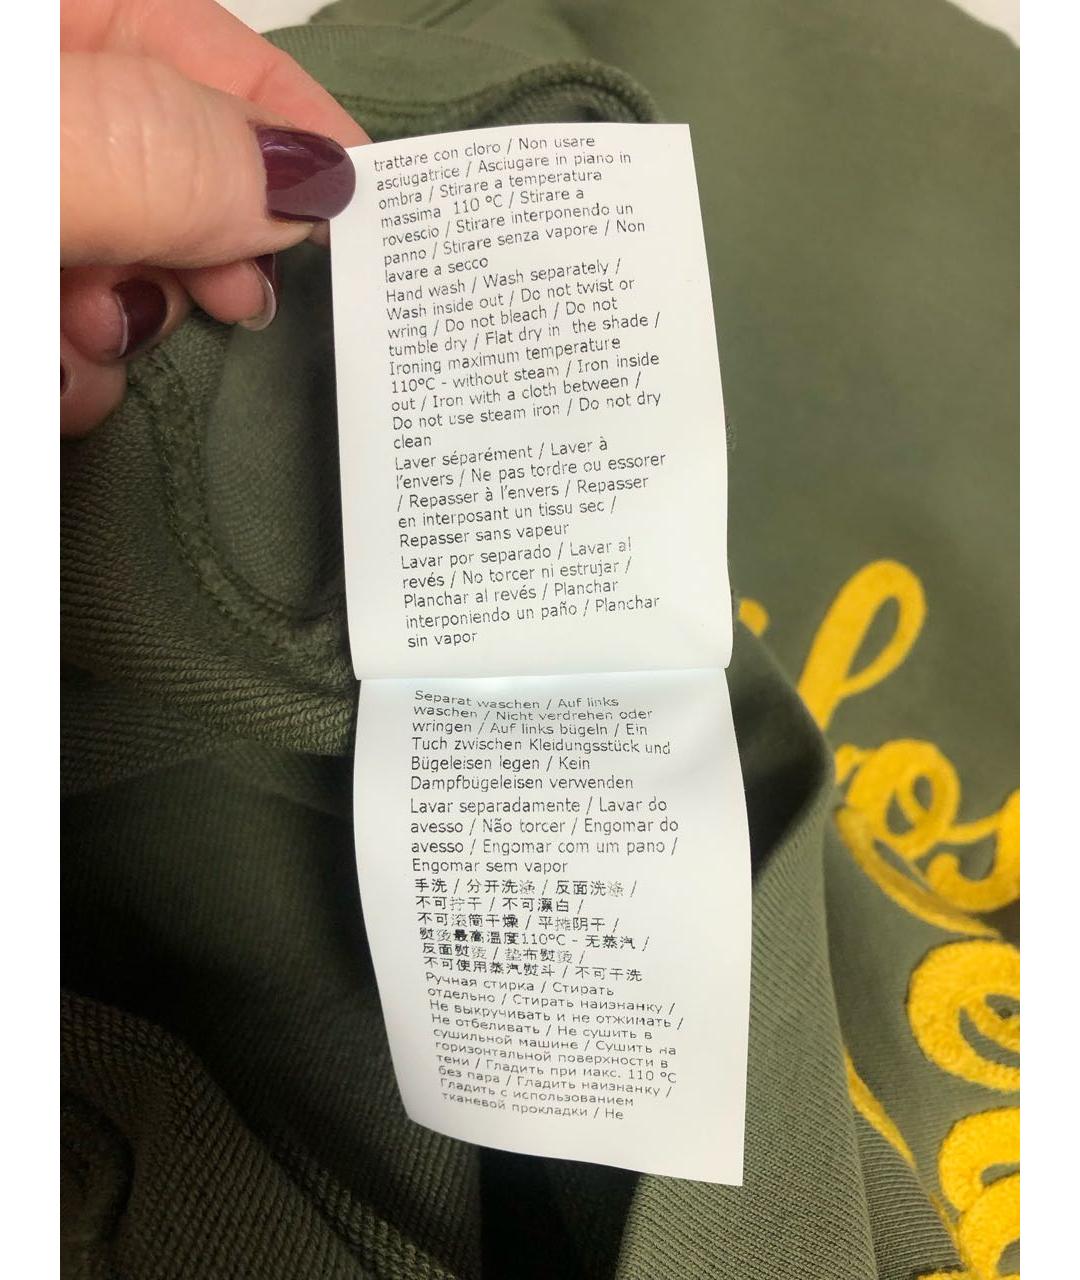 trattare con cloro / Non usare
asciugatrice / Asciugare in piano in
ombra / Stirare a temperatura
massima 110 °C / Stirare a
rovescio / Stirare interponendo un
panno / Stirare senza vapore / Non
lavare a secco
Hand wash / Wash separately /
Wash inside out / Do not twist or
wring / Do not bleach / Do not
tumble dry / Flat dry in the shade /
Ironing maximum temperature
110°C - without steam / Iron inside
out / Iron with a cloth between /
Do not use steam iron / Do not dry
clean
Laver séparément / Laver à
l'envers / Ne pas tordre ou essorer
/ Repasser à l'envers / Repasser
en interposant un tissu sec /
Repasser sans vapeur
Lavar por separado / Lavar al
revés / No torcer ni estrujar /
Planchar al revés / Planchar
interponiendo un paño / Planchar
sin vapor
Separat waschen / Auf links
waschen / Nicht verdrehen oder
wringen / Auf links bügeln / Ein
Tuch zwischen Kleidungsstück und
Bügeleisen legen / Kein
Dampfbügeleisen verwenden
Lavar separadamente / Lavar do
avesso / Não torcer / Engomar do
avesso / Engomar com um pano /
Engomar sem vapor
手洗 / 分开洗涤 / 反面洗涤 /
不可拧干 / 不可漂白 /
不可滚筒干燥 / 平摊阴干 /
熨烫最高温度110°C - 无蒸汽 /
反面熨烫 / 垫布熨烫 /
不可使用蒸汽熨斗 / 不可干洗
Ручная стирка / Стирать
отдельно / Стирать наизнанку /
Не выкручивать и не отжимать /
Не отбеливать / Не сушить в
сушильной машине / Сушить на
горизонтальной поверхности в
тени / Гладить при макс. 110 °C
без пара / Гладить наизнанку /
Гладить с использованием
тканевой прокладки / Не